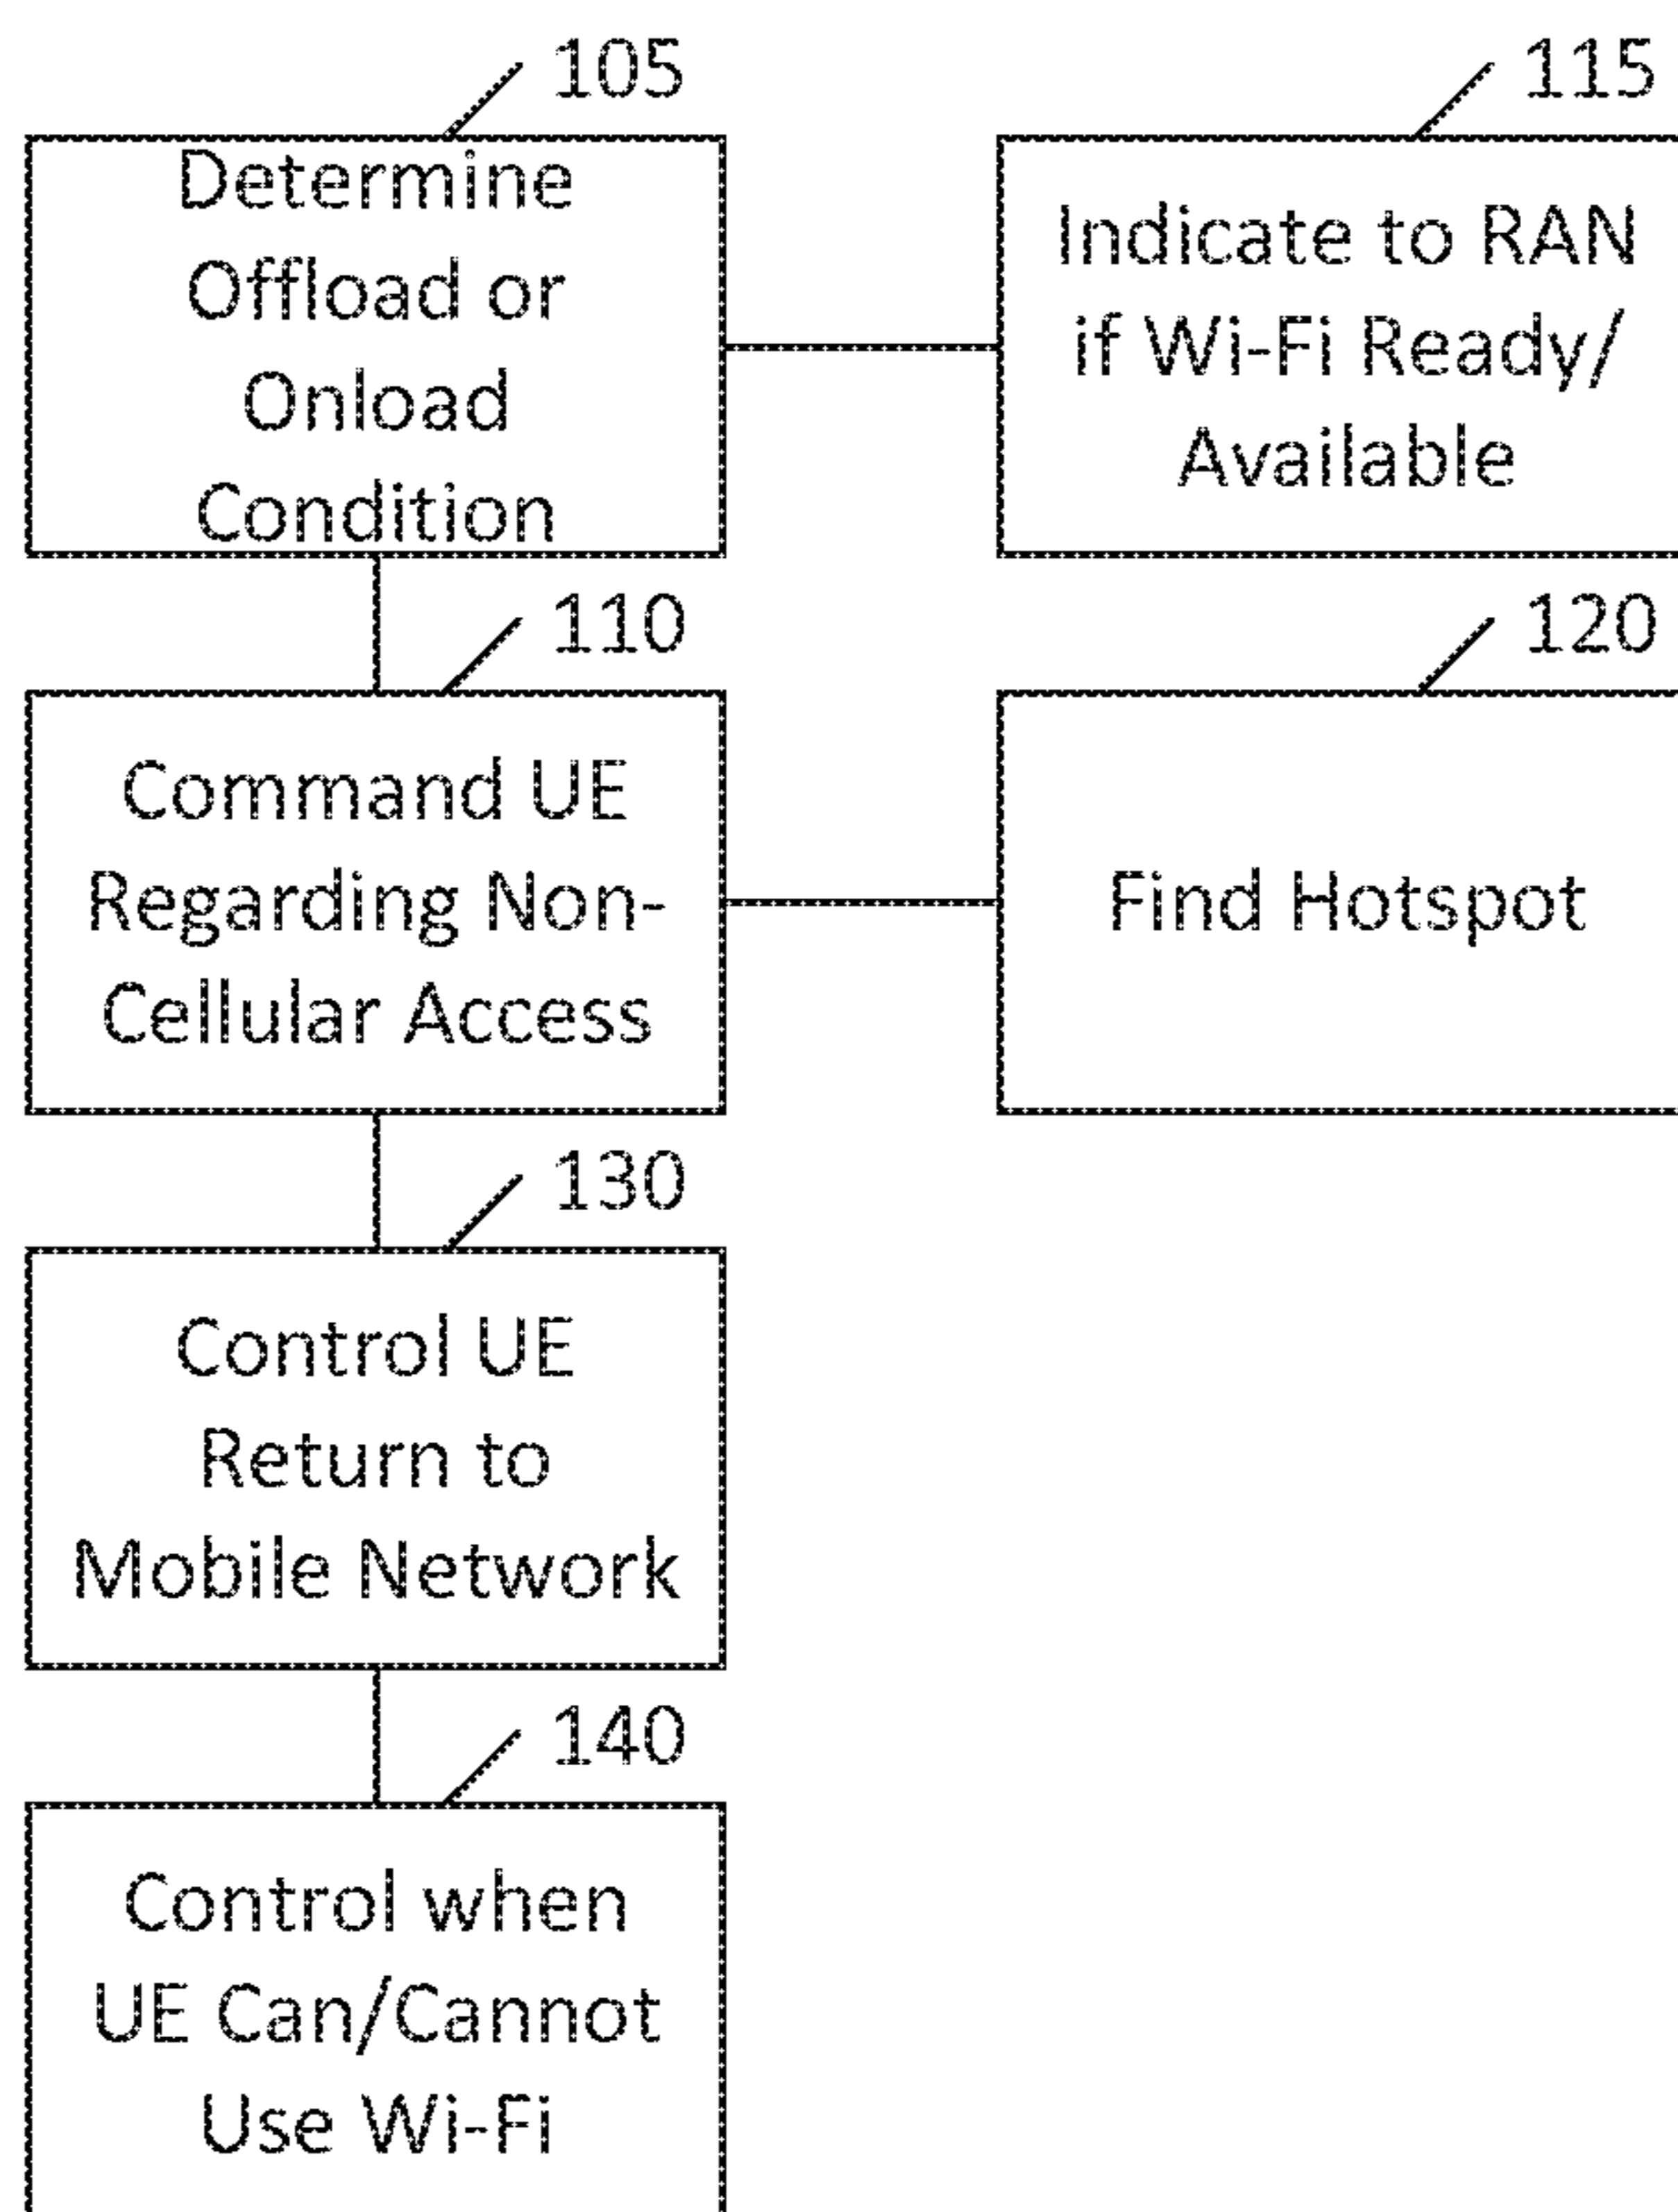 105
Determine
Offload or
Onload
Condition
115
Indicate to RAN
if Wi-Fi Ready/
Available
110
Command UE
Regarding Non-
Cellular Access
120
Find Hotspot
130
Control UE
Return to
Mobile Network
140
Control when
UE Can/Cannot
Use Wi-Fi